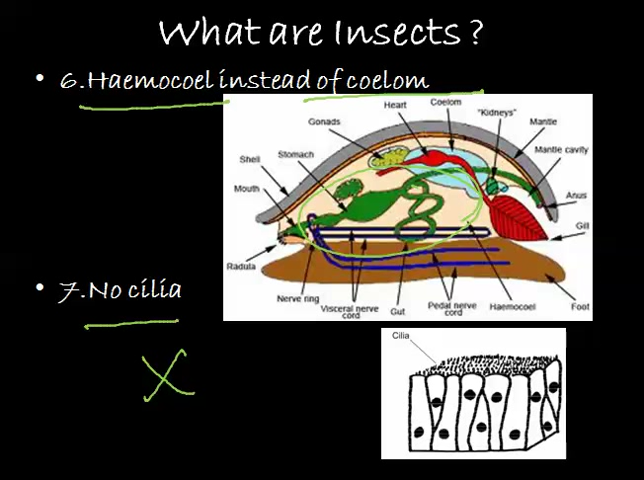 What are Insects ?
• 6.Haemocoel instead of coelom
Heart
Coelom
"Kidneys"
Gonads
Mantle
Mantle cavity
Stomach
Shell
Mouth
Anus
Gill
Radula
Nerve ring
Visceral nerve cord
Gut
Pedal nerve cord
Haemocoel
Foot
• 7.No cilia
Cilia